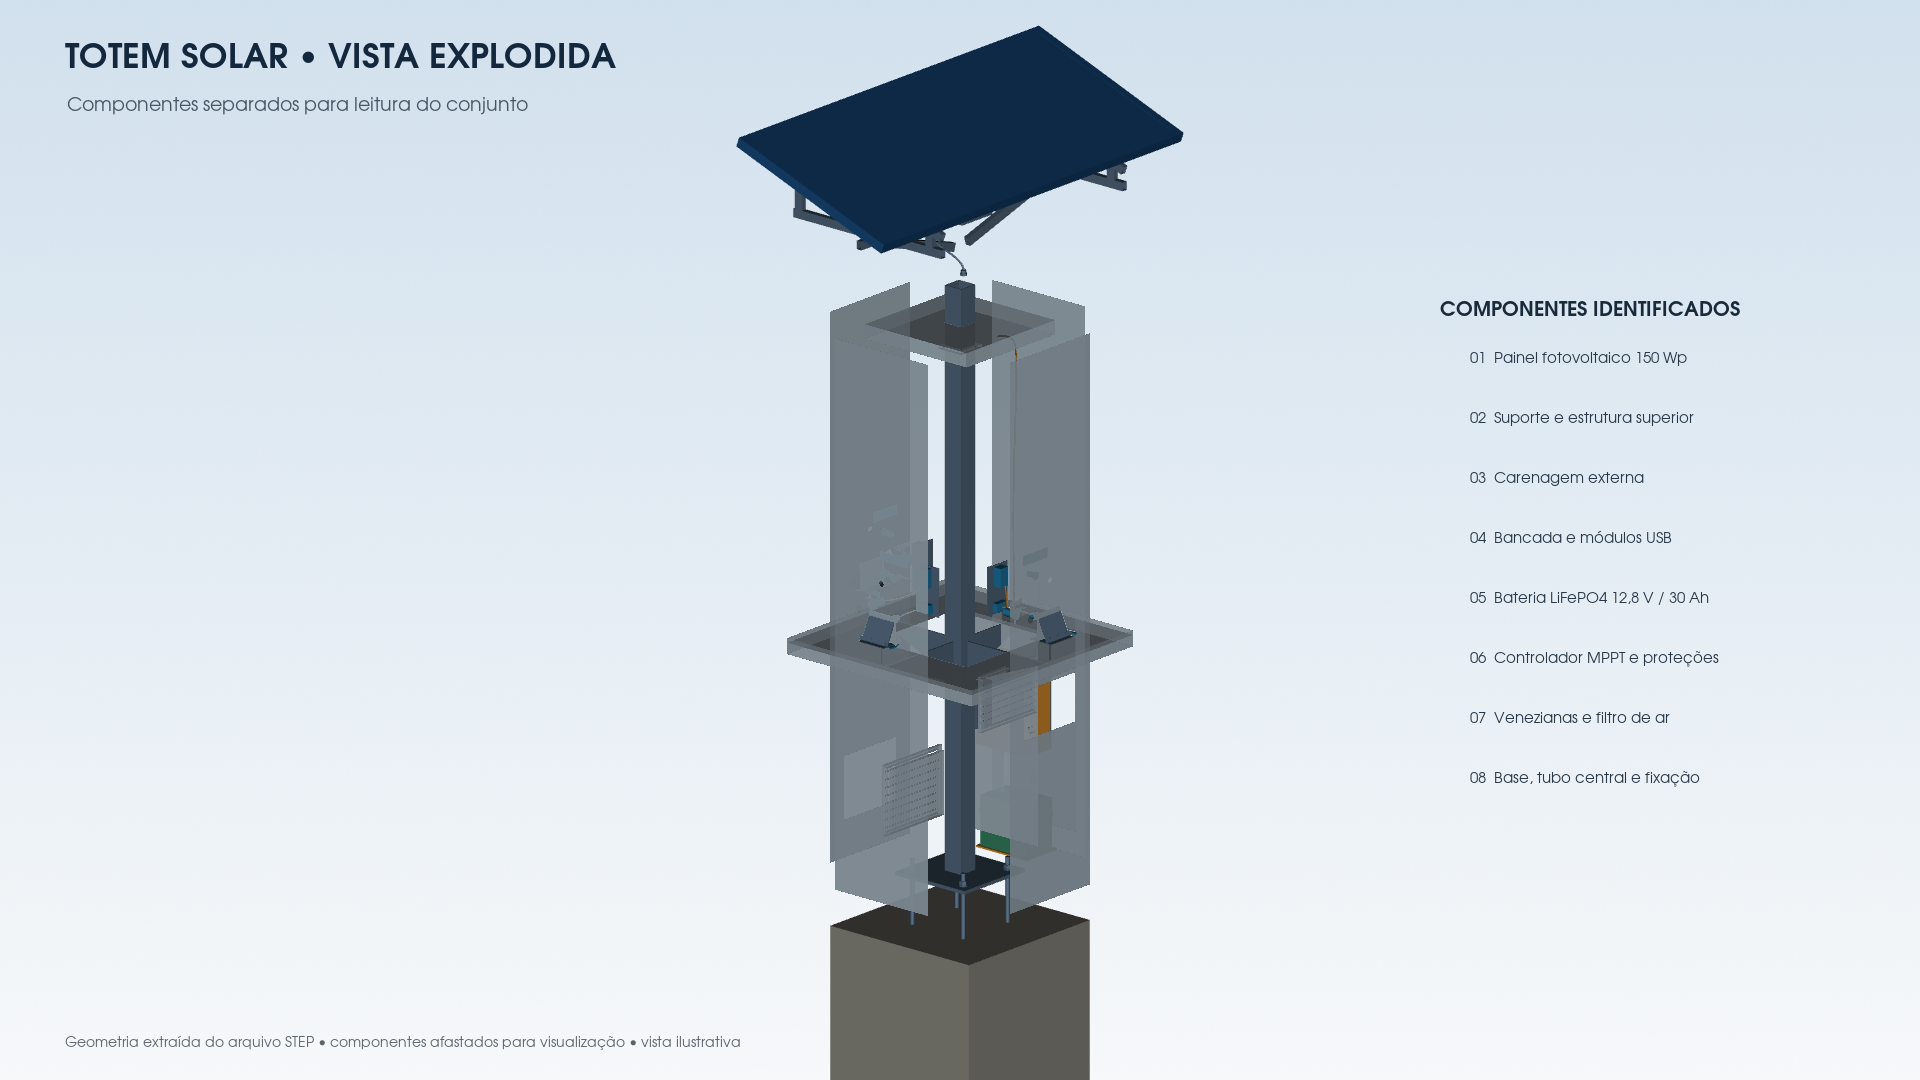 TOTEM SOLAR • VISTA EXPLODIDA
Componentes separados para leitura do conjunto
COMPONENTES IDENTIFICADOS
01 Painel fotovoltaico 150 Wp
02 Suporte e estrutura superior
03 Carenagem externa
04 Bancada e módulos USB
05 Bateria LiFePO4 12,8 V / 30 Ah
06 Controlador MPPT e proteções
07 Venezianas e filtro de ar
08 Base, tubo central e fixação
Geometria extraída do arquivo STEP • componentes afastados para visualização • vista ilustrativa